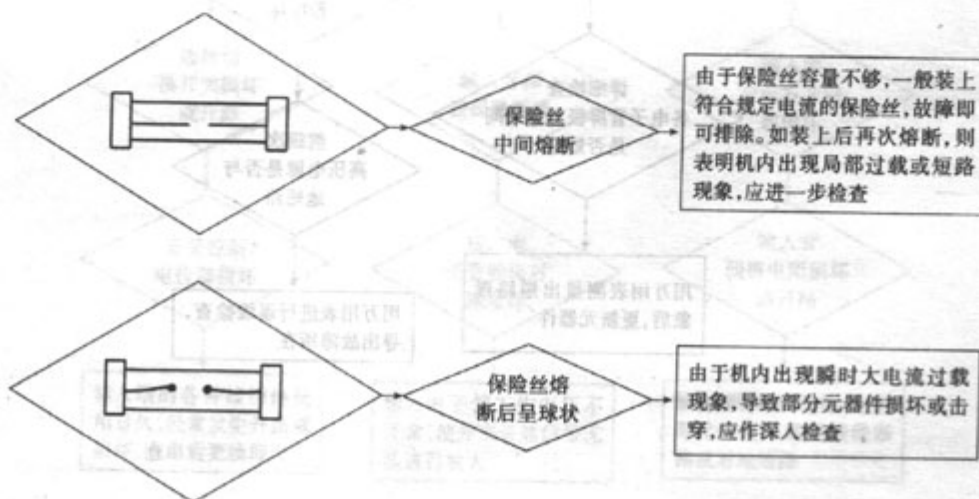 保险丝
中间熔断
由于保险丝容量不够,一般装上
符合规定电流的保险丝,故障即
可排除。如装上后再次熔断,则
表明机内出现局部过载或短路
现象,应进一步检查
保险丝熔
断后呈球状
由于机内出现瞬时大电流过载
现象,导致部分元器件损坏或击
穿,应作深入检查